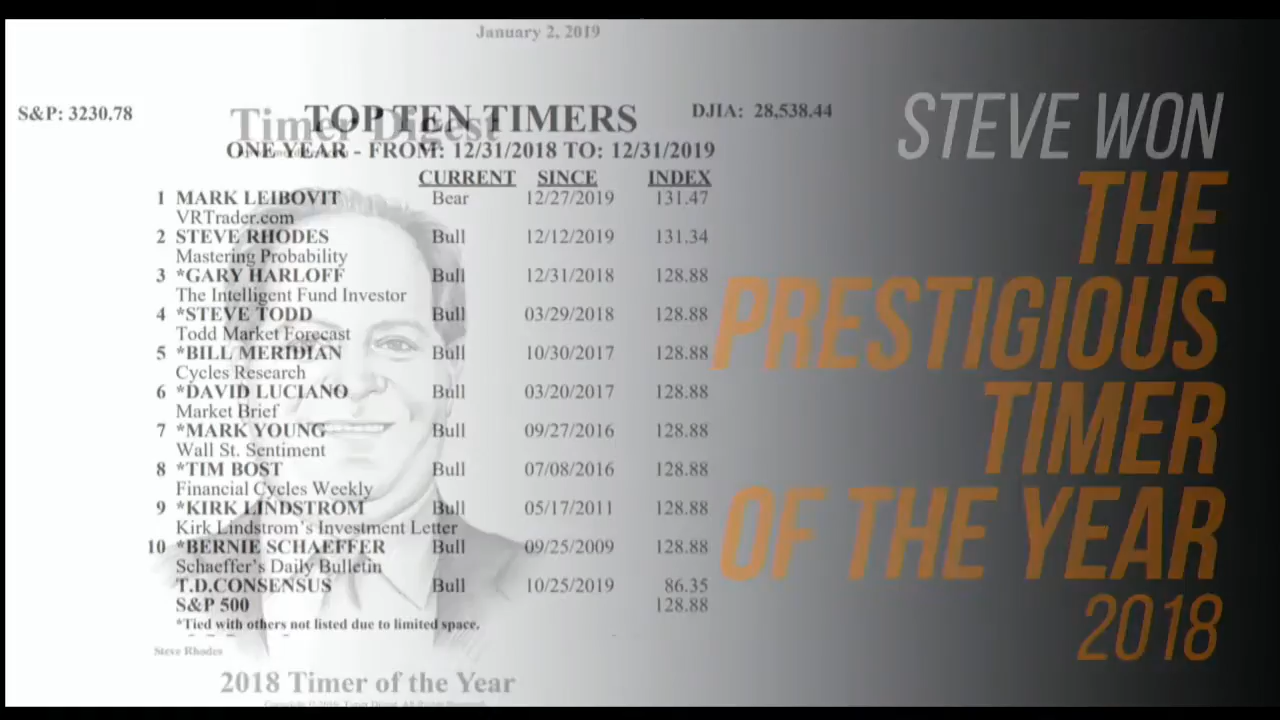 January 2, 2019
S&P: 3230.78
TOP TEN TIMERS
DJIA: 28,538.44
Timer Digest
ONE YEAR - FROM: 12/31/2018 TO: 12/31/2019
CURRENT SINCE INDEX
1 MARK LEIBOVIT Bear 12/27/2019 131.47
VRTrader.com
2 STEVE RHODES Bull 12/12/2019 131.34
Mastering Probability
3 *GARY HARLOFF Bull 12/31/2018 128.88
The Intelligent Fund Investor
4 *STEVE TODD Bull 03/29/2018 128.88
Todd Market Forecast
5 *BILL MERIDIAN Bull 10/30/2017 128.88
Cycles Research
6 *DAVID LUCIANO Bull 03/20/2017 128.88
Market Brief
7 *MARK YOUNG Bull 09/27/2016 128.88
Wall St. Sentiment
8 *TIM BOST Bull 07/08/2016 128.88
Financial Cycles Weekly
9 *KIRK LINDSTROM Bull 05/17/2011 128.88
Kirk Lindstrom's Investment Letter
10 *BERNIE SCHAEFFER Bull 09/25/2009 128.88
Schaeffer's Daily Bulletin
T.D.CONSENSUS Bull 10/25/2019 86.35
S&P 500 128.88
*Tied with others not listed due to limited space.
Steve Rhodes
2018 Timer of the Year
STEVE WON
THE
PRESTIGIOUS
TIMER
OF THE YEAR
2018